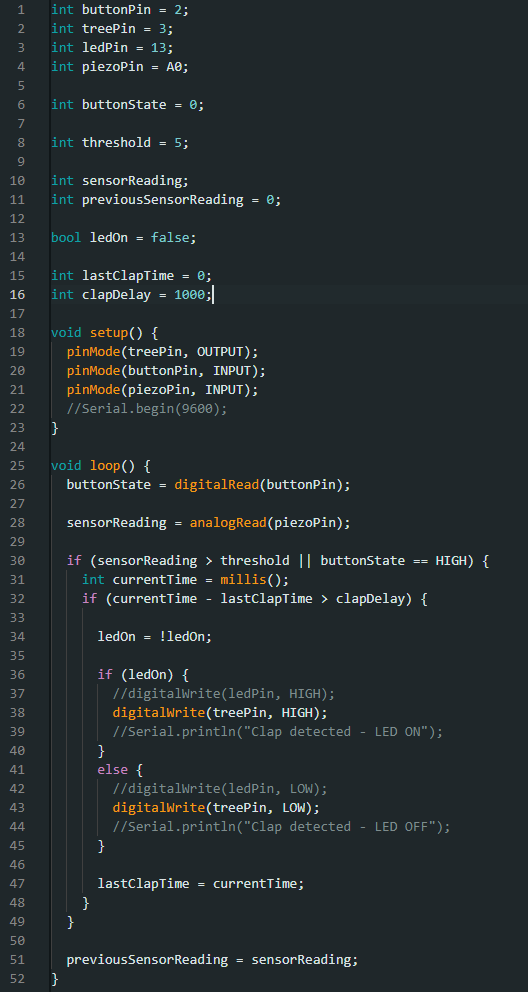 1 int buttonPin = 2;
2 int treePin = 3;
3 int ledPin = 13;
4 int piezoPin = A0;
5
6 int buttonState = 0;
7
8 int threshold = 5;
9
10 int sensorReading;
11 int previousSensorReading = 0;
12
13 bool ledOn = false;
14
15 int lastClapTime = 0;
16 int clapDelay = 1000;
17
18 void setup() {
19   pinMode(treePin, OUTPUT);
20   pinMode(buttonPin, INPUT);
21   pinMode(piezoPin, INPUT);
22   //Serial.begin(9600);
23 }
24
25 void loop() {
26   buttonState = digitalRead(buttonPin);
27
28   sensorReading = analogRead(piezoPin);
29
30   if (sensorReading > threshold || buttonState == HIGH) {
31     int currentTime = millis();
32     if (currentTime - lastClapTime > clapDelay) {
33
34       ledOn = !ledOn;
35
36       if (ledOn) {
37         //digitalWrite(ledPin, HIGH);
38         digitalWrite(treePin, HIGH);
39         //Serial.println("Clap detected - LED ON");
40       }
41       else {
42         //digitalWrite(ledPin, LOW);
43         digitalWrite(treePin, LOW);
44         //Serial.println("Clap detected - LED OFF");
45       }
46
47       lastClapTime = currentTime;
48     }
49   }
50
51   previousSensorReading = sensorReading;
52 }